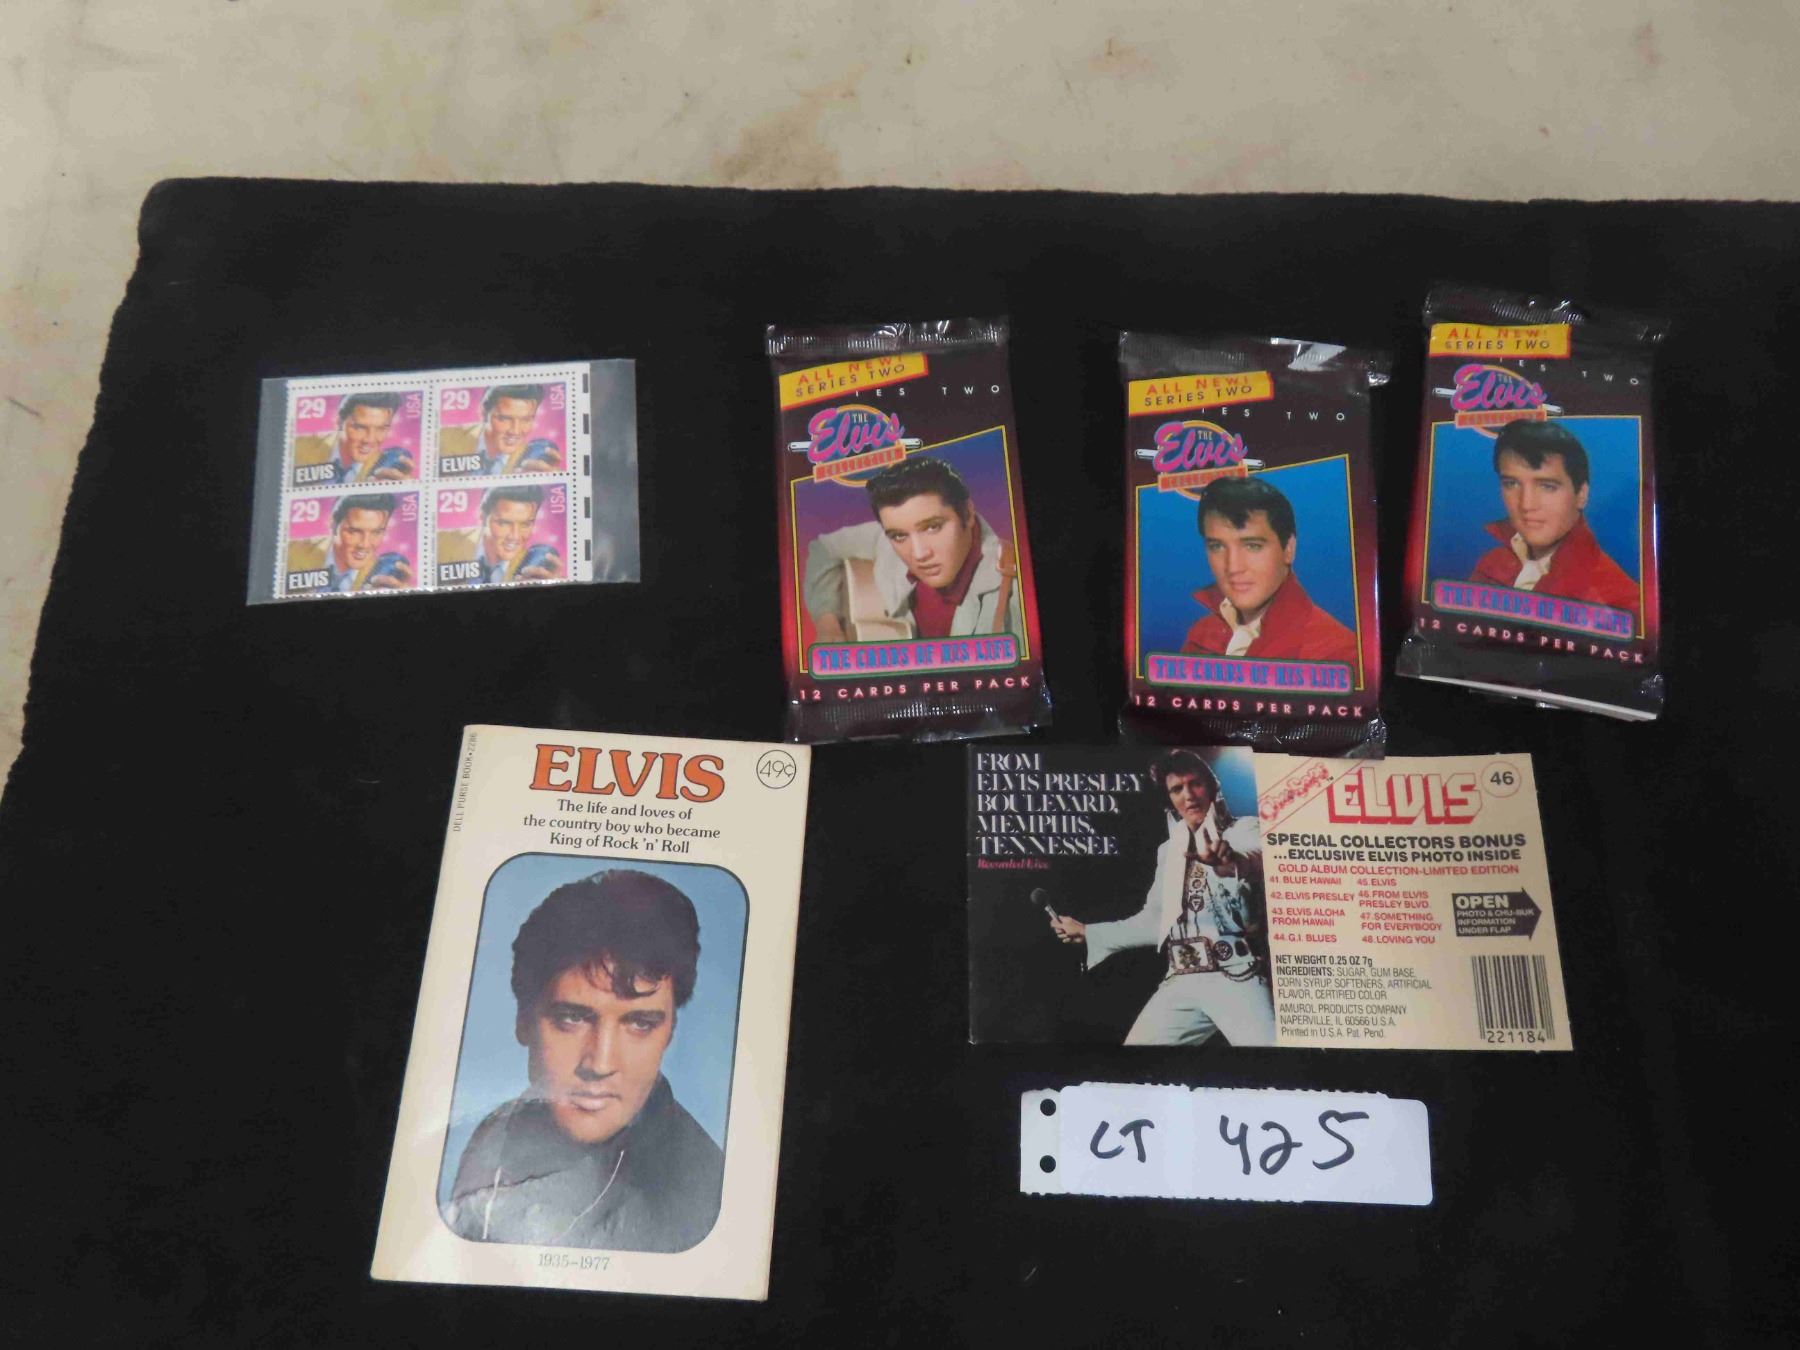 29
USA
ELVIS
29
USA
ELVIS
29
USA
ELVIS
29
USA
ELVIS
ALL NEW!
SERIES TWO
IES TWO
THE
Elvis
COLLECTION
THE CARDS OF HIS LIFE
12 CARDS PER PACK
ALL NEW!
SERIES TWO
IES TWO
THE
Elvis
COLLECTION
THE CARDS OF HIS LIFE
12 CARDS PER PACK
ALL NEW!
SERIES TWO
ES TWO
THE
Elvis
COLLECTION
THE CARDS OF HIS LIFE
12 CARDS PER PACK
DELL PURSE BOOK • 2286
ELVIS
49¢
The life and loves of
the country boy who became
King of Rock 'n' Roll
1935–1977
FROM
ELVIS PRESLEY
BOULEVARD,
MEMPHIS,
TENNESSEE
Recorded Live
ELVIS
46
SPECIAL COLLECTORS BONUS
...EXCLUSIVE ELVIS PHOTO INSIDE
GOLD ALBUM COLLECTION-LIMITED EDITION
41. BLUE HAWAII
42. ELVIS PRESLEY
43. ELVIS ALOHA
FROM HAWAII
44. G.I. BLUES
45. ELVIS
46. FROM ELVIS
PRESLEY BLVD.
47. SOMETHING
FOR EVERYBODY
48. LOVING YOU
OPEN
PHOTO & CHU-BUK
INFORMATION
UNDER FLAP
NET WEIGHT 0.25 OZ 7g
INGREDIENTS: SUGAR, GUM BASE,
CORN SYRUP, SOFTENERS, ARTIFICIAL
FLAVOR, CERTIFIED COLOR
AMUROL PRODUCTS COMPANY
NAPERVILLE, IL 60566 U.S.A.
Printed in U.S.A. Pat. Pend.
221184
LT 425